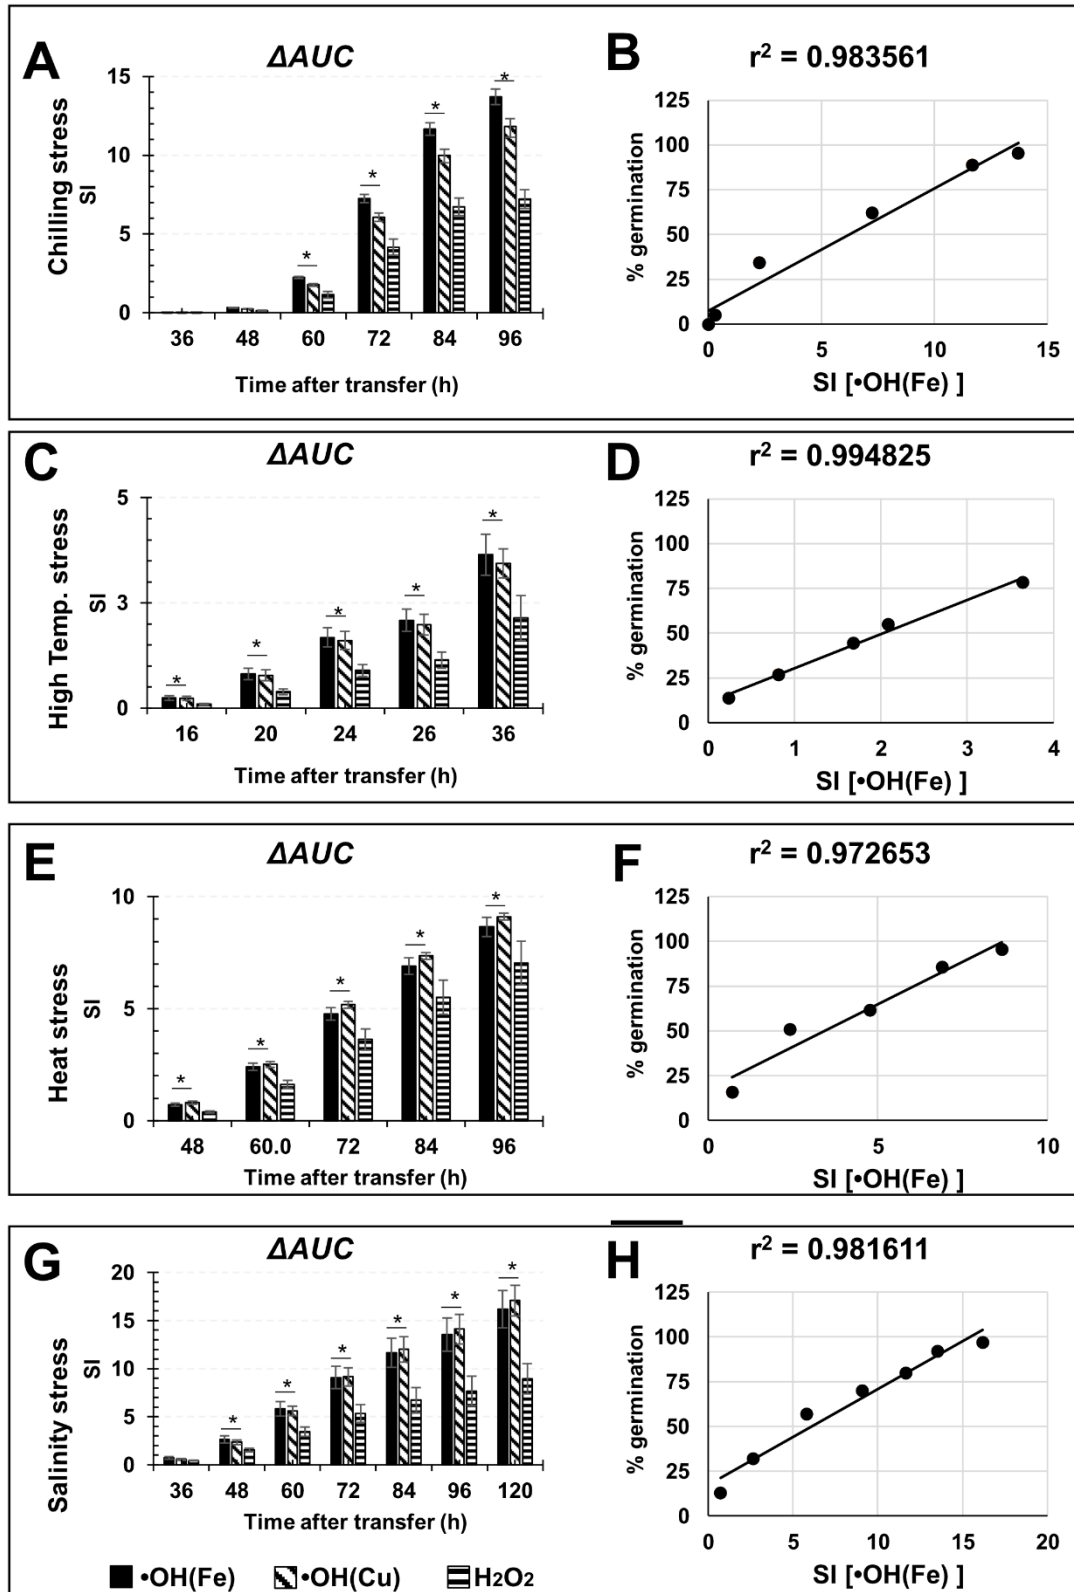 A
ΔAUC
Chilling stress
SI
15
10
5
0
* * * *
36 48 60 72 84 96
Time after transfer (h)
B
r² = 0.983561
% germination
125
100
75
50
25
0
0 5 10 15
SI [•OH(Fe) ]
C
ΔAUC
High Temp. stress
SI
5
3
0
* * * * *
16 20 24 26 36
Time after transfer (h)
D
r² = 0.994825
% germination
125
100
75
50
25
0
0 1 2 3 4
SI [•OH(Fe) ]
E
ΔAUC
Heat stress
SI
10
5
0
* * * * *
48 60.0 72 84 96
Time after transfer (h)
F
r² = 0.972653
% germination
125
100
75
50
25
0
0 5 10
SI [•OH(Fe) ]
G
ΔAUC
Salinity stress
SI
20
15
10
5
0
* * * * * *
36 48 60 72 84 96 120
Time after transfer (h)
H
r² = 0.981611
% germination
125
100
75
50
25
0
0 5 10 15 20
SI [•OH(Fe) ]
•OH(Fe) •OH(Cu) H₂O₂